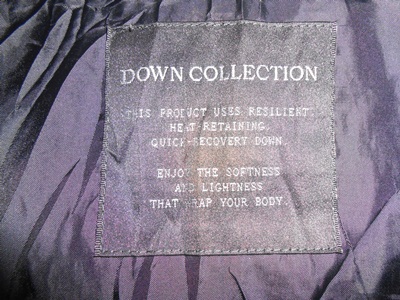 DOWN COLLECTION
THIS PRODUCT USES RESILIENT,
HEAT-RETAINING,
QUICK-RECOVERY DOWN.
ENJOY THE SOFTNESS
AND LIGHTNESS
THAT WRAP YOUR BODY.